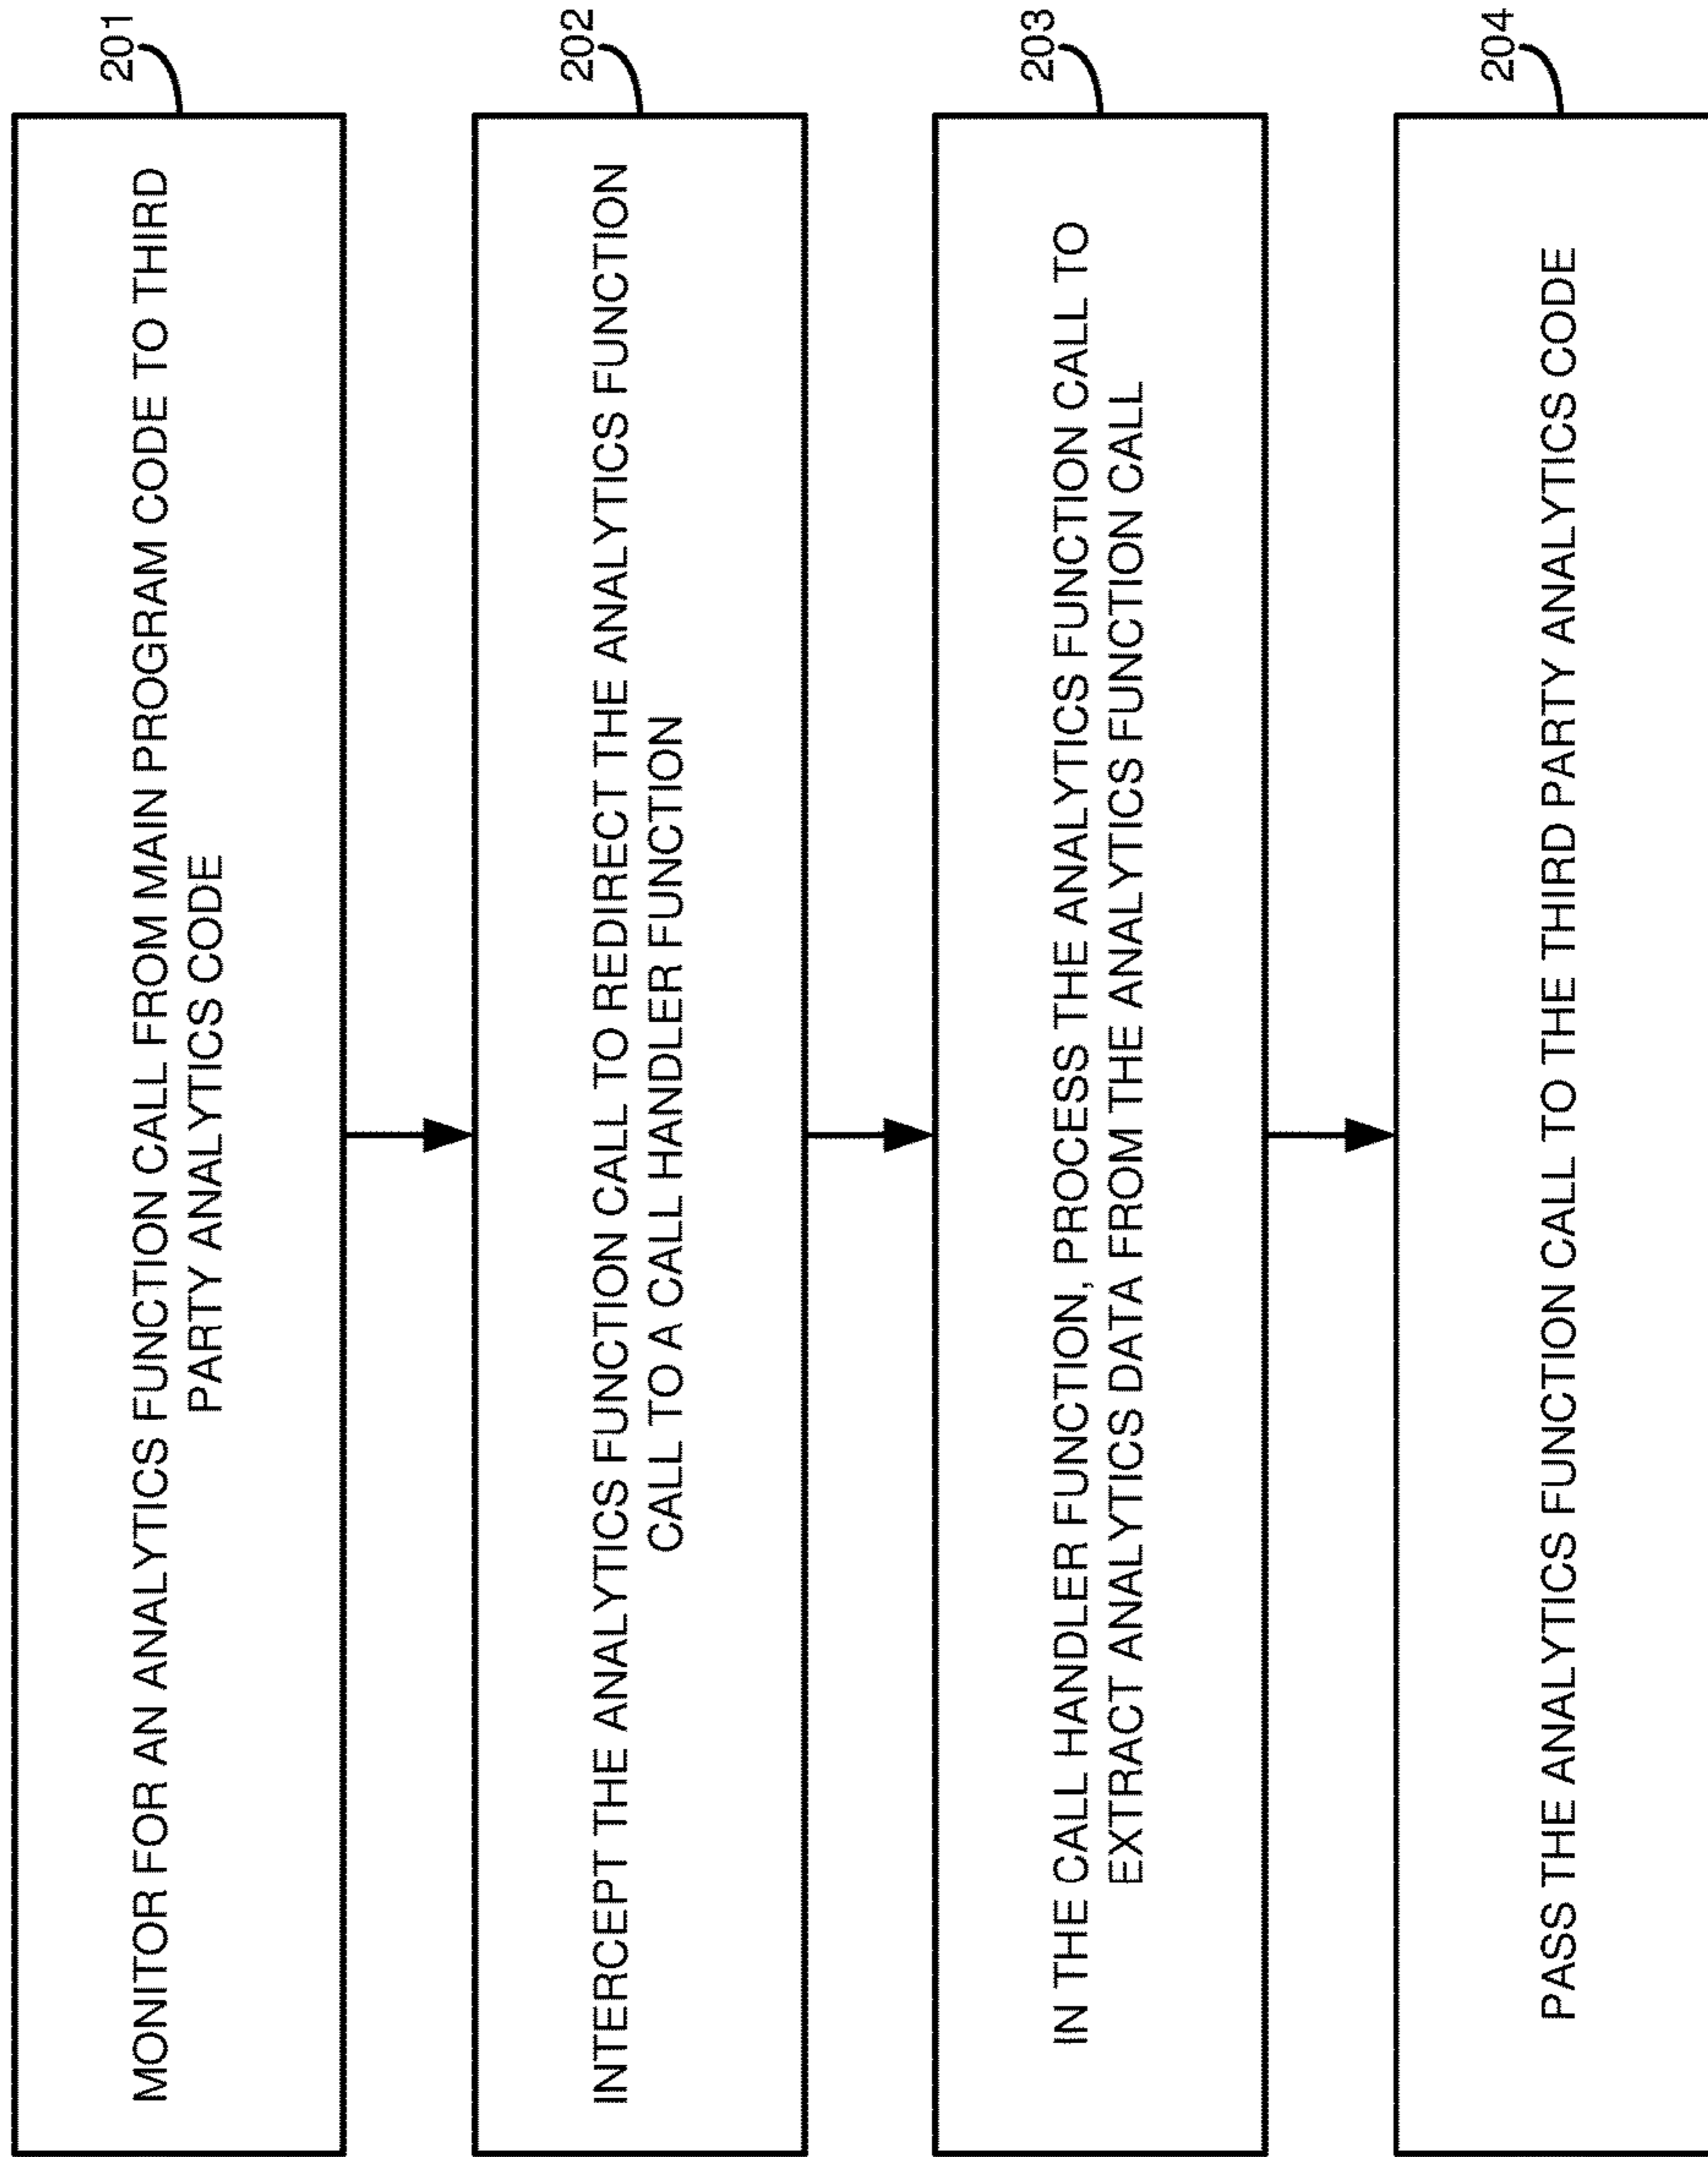 201
MONITOR FOR AN ANALYTICS FUNCTION CALL FROM MAIN PROGRAM CODE TO THIRD
PARTY ANALYTICS CODE
202
INTERCEPT THE ANALYTICS FUNCTION CALL TO REDIRECT THE ANALYTICS FUNCTION
CALL TO A CALL HANDLER FUNCTION
203
IN THE CALL HANDLER FUNCTION, PROCESS THE ANALYTICS FUNCTION CALL TO
EXTRACT ANALYTICS DATA FROM THE ANALYTICS FUNCTION CALL
204
PASS THE ANALYTICS FUNCTION CALL TO THE THIRD PARTY ANALYTICS CODE